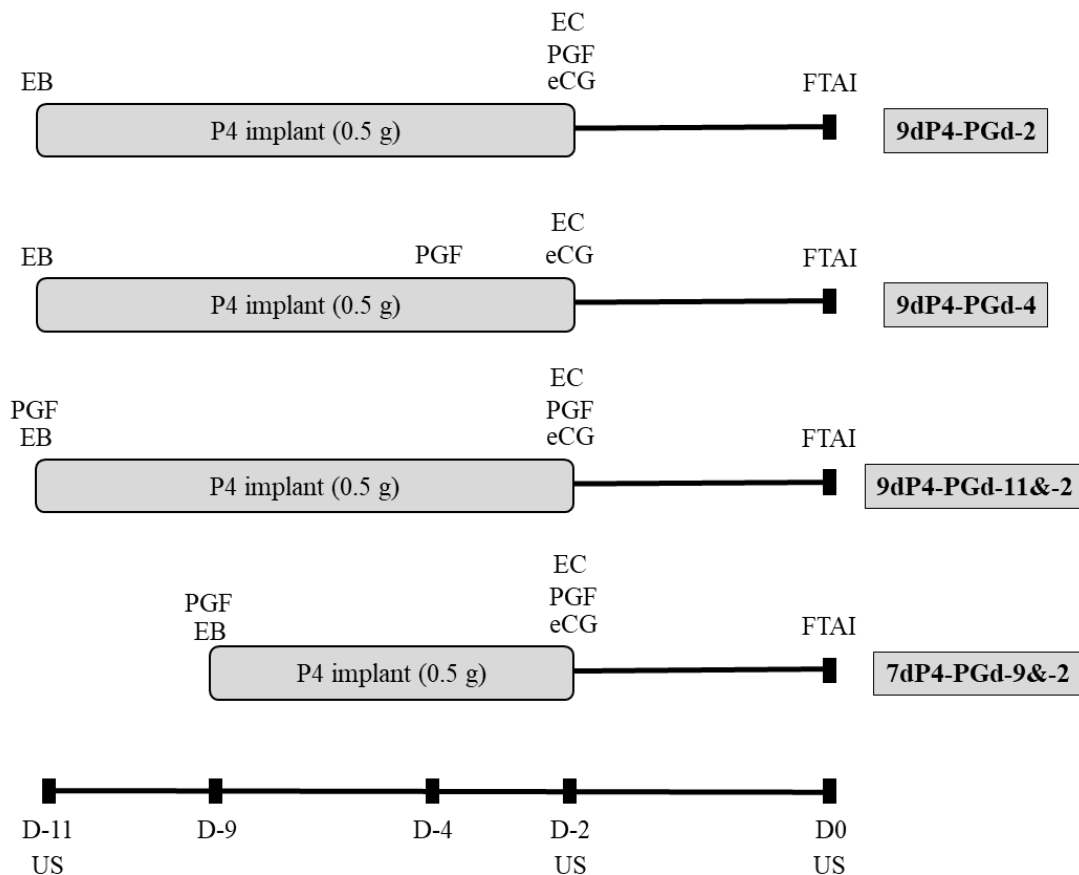 EC
PGF
eCG
EB
FTAI
P4 implant (0.5 g)
9dP4-PGd-2
EC
PGF
eCG
EB
FTAI
P4 implant (0.5 g)
9dP4-PGd-4
EC
PGF
PGF
EB
eCG
FTAI
P4 implant (0.5 g)
9dP4-PGd-11&-2
EC
PGF
PGF
EB
eCG
FTAI
P4 implant (0.5 g)
7dP4-PGd-9&-2
D-11
D-9
D-4
D-2
D0
US
US
US